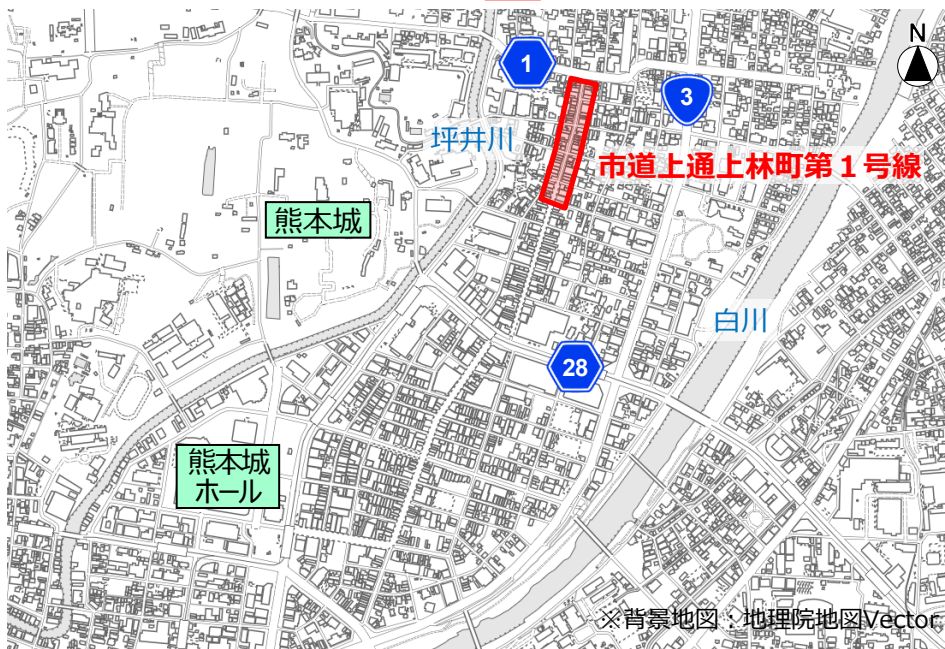 N
1
3
坪井川
市道上通上林町第１号線
熊本城
白川
28
熊本城
ホール
※背景地図：地理院地図Vector